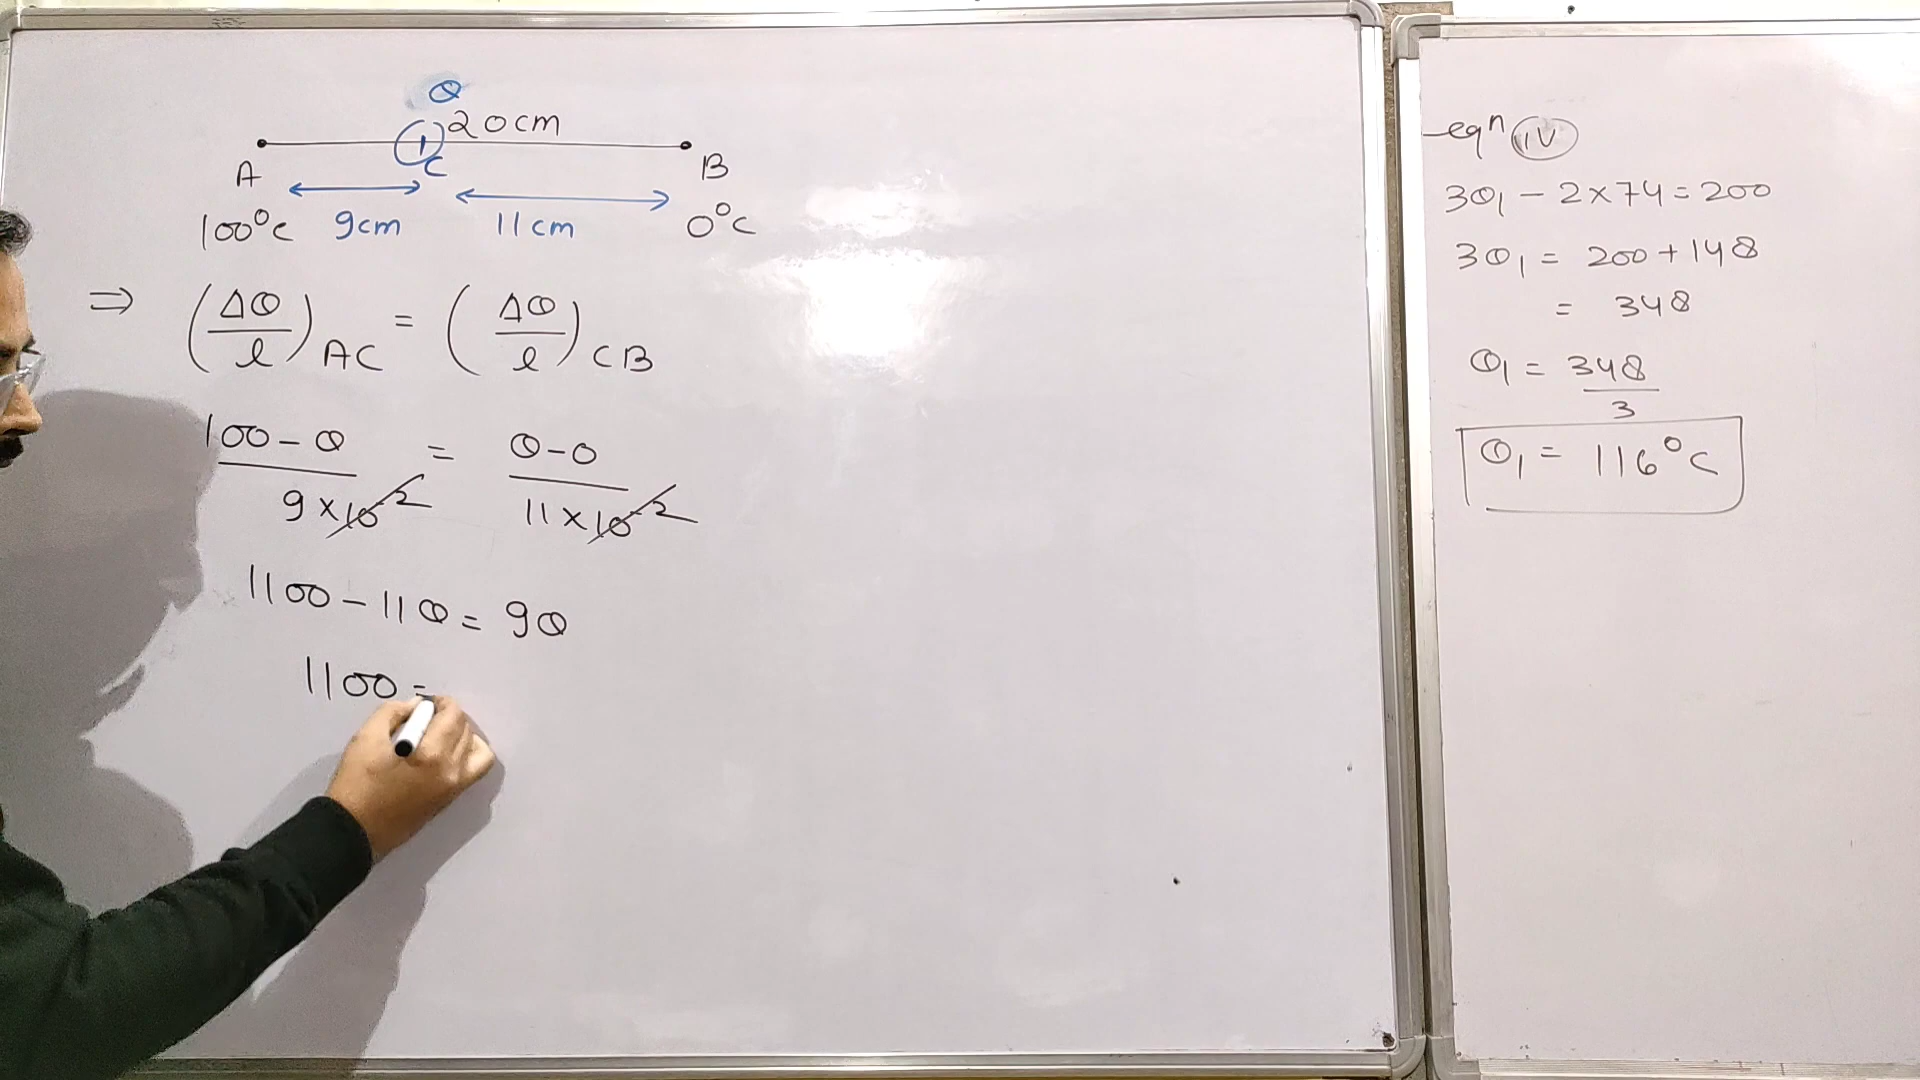 θ
20cm
A C B
100°C 9cm 11cm 0°C
⇒ (Δθ/l)AC = (Δθ/l)CB
100-θ / 9×10⁻² = θ-0 / 11×10⁻²
1100-11θ = 9θ
1100 =
eqⁿ (IV)
3θ₁ - 2×74 = 200
3θ₁ = 200+148
= 348
θ₁ = 348/3
θ₁ = 116°C